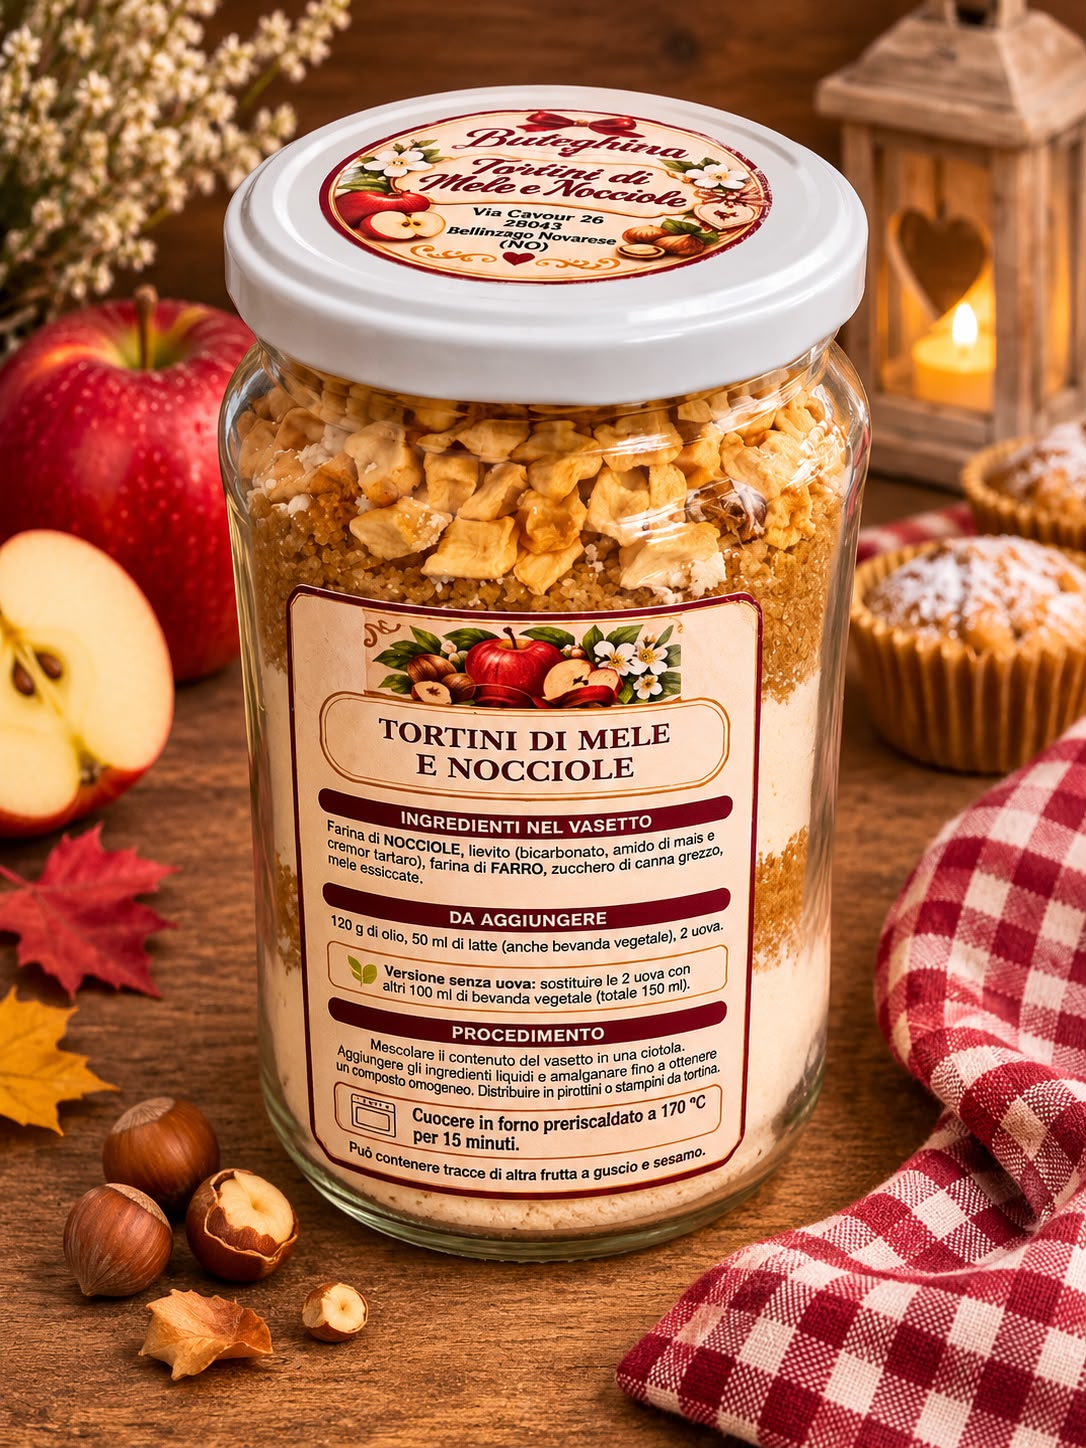 Buteghina
Tortini di
Mele e Nocciole
Via Cavour 26
28043
Bellinzago Novarese
(NO)
TORTINI DI MELE
E NOCCIOLE
INGREDIENTI NEL VASETTO
Farina di NOCCIOLE, lievito (bicarbonato, amido di mais e
cremor tartaro), farina di FARRO, zucchero di canna grezzo,
mele essiccate.
DA AGGIUNGERE
120 g di olio, 50 ml di latte (anche bevanda vegetale), 2 uova.
Versione senza uova: sostituire le 2 uova con
altri 100 ml di bevanda vegetale (totale 150 ml).
PROCEDIMENTO
Mescolare il contenuto del vasetto in una ciotola.
Aggiungere gli ingredienti liquidi e amalganare fino a ottenere
un composto omogeneo. Distribuire in pirottini o stampini da tortina.
Cuocere in forno preriscaldato a 170 °C
per 15 minuti.
Può contenere tracce di altra frutta a guscio e sesamo.